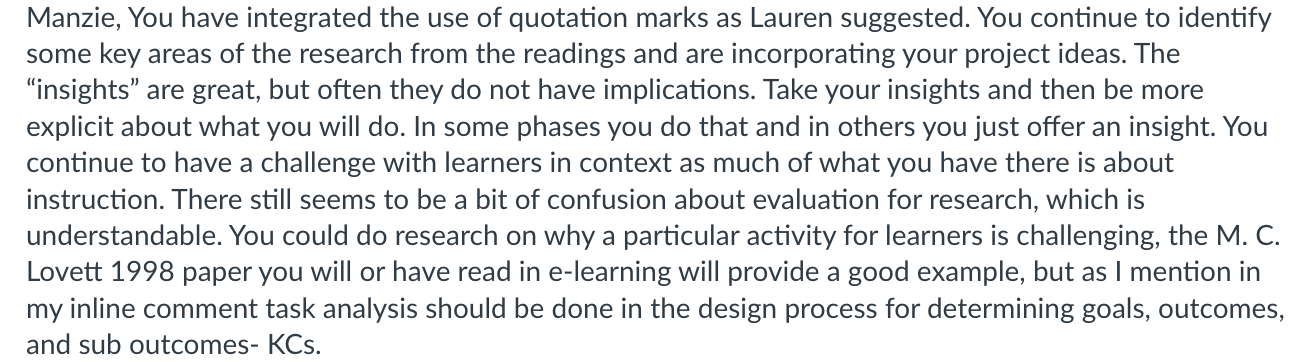 Manzie, You have integrated the use of quotation marks as Lauren suggested. You continue to identify
some key areas of the research from the readings and are incorporating your project ideas. The
“insights” are great, but often they do not have implications. Take your insights and then be more
explicit about what you will do. In some phases you do that and in others you just offer an insight. You
continue to have a challenge with learners in context as much of what you have there is about
instruction. There still seems to be a bit of confusion about evaluation for research, which is
understandable. You could do research on why a particular activity for learners is challenging, the M. C.
Lovett 1998 paper you will or have read in e-learning will provide a good example, but as I mention in
my inline comment task analysis should be done in the design process for determining goals, outcomes,
and sub outcomes- KCs.